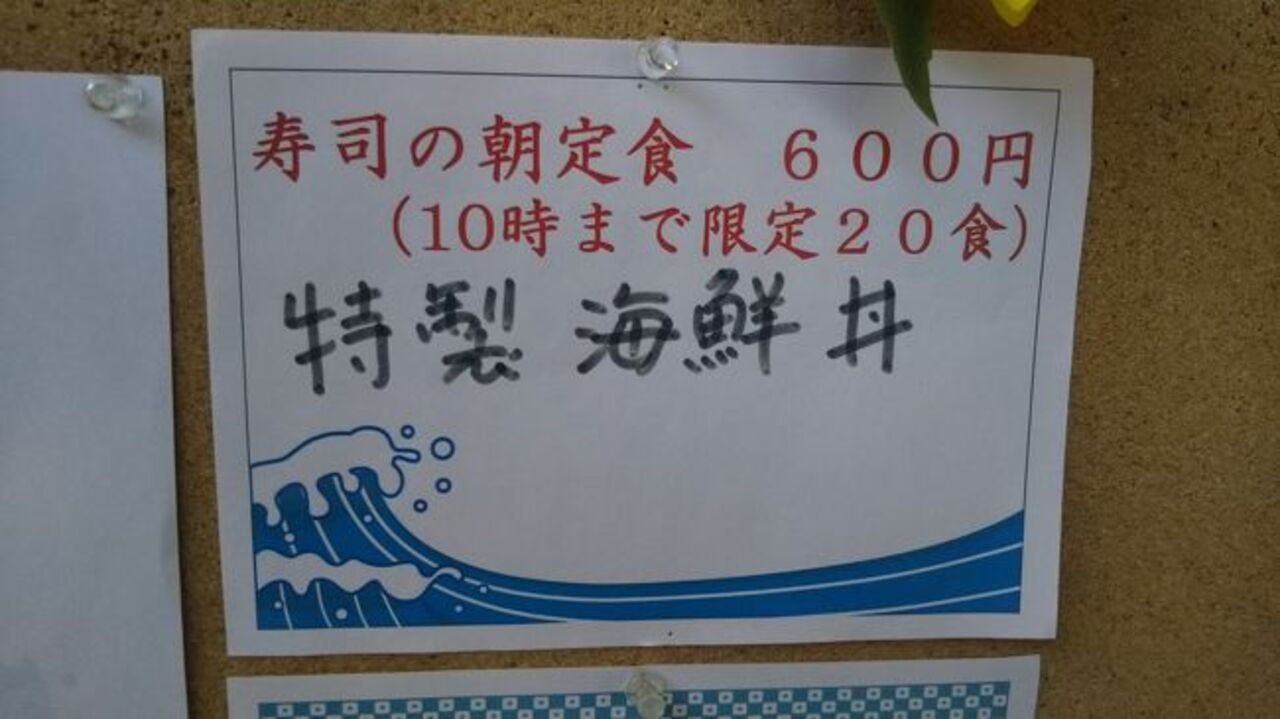 寿司の朝定食　６００円
（10時まで限定２０食）
特製 海鮮丼